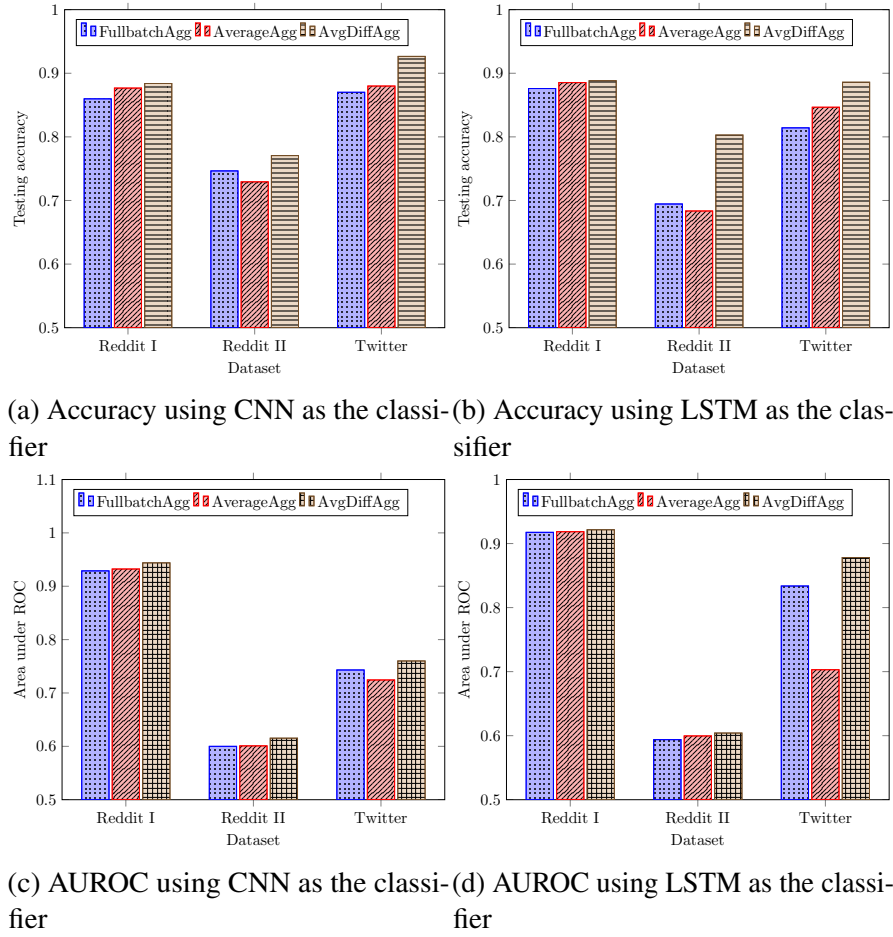 FullbatchAgg AverageAgg AvgDiffAgg
1
0.9
0.8
0.7
0.6
0.5
Testing accuracy
Reddit I Reddit II Twitter
Dataset
(a) Accuracy using CNN as the classi-
fier
FullbatchAgg AverageAgg AvgDiffAgg
1
0.9
0.8
0.7
0.6
0.5
Testing accuracy
Reddit I Reddit II Twitter
Dataset
(b) Accuracy using LSTM as the clas-
sifier
FullbatchAgg AverageAgg AvgDiffAgg
1.1
1
0.9
0.8
0.7
0.6
0.5
Area under ROC
Reddit I Reddit II Twitter
Dataset
(c) AUROC using CNN as the classi-
fier
FullbatchAgg AverageAgg AvgDiffAgg
1
0.9
0.8
0.7
0.6
0.5
Area under ROC
Reddit I Reddit II Twitter
Dataset
(d) AUROC using LSTM as the classi-
fier